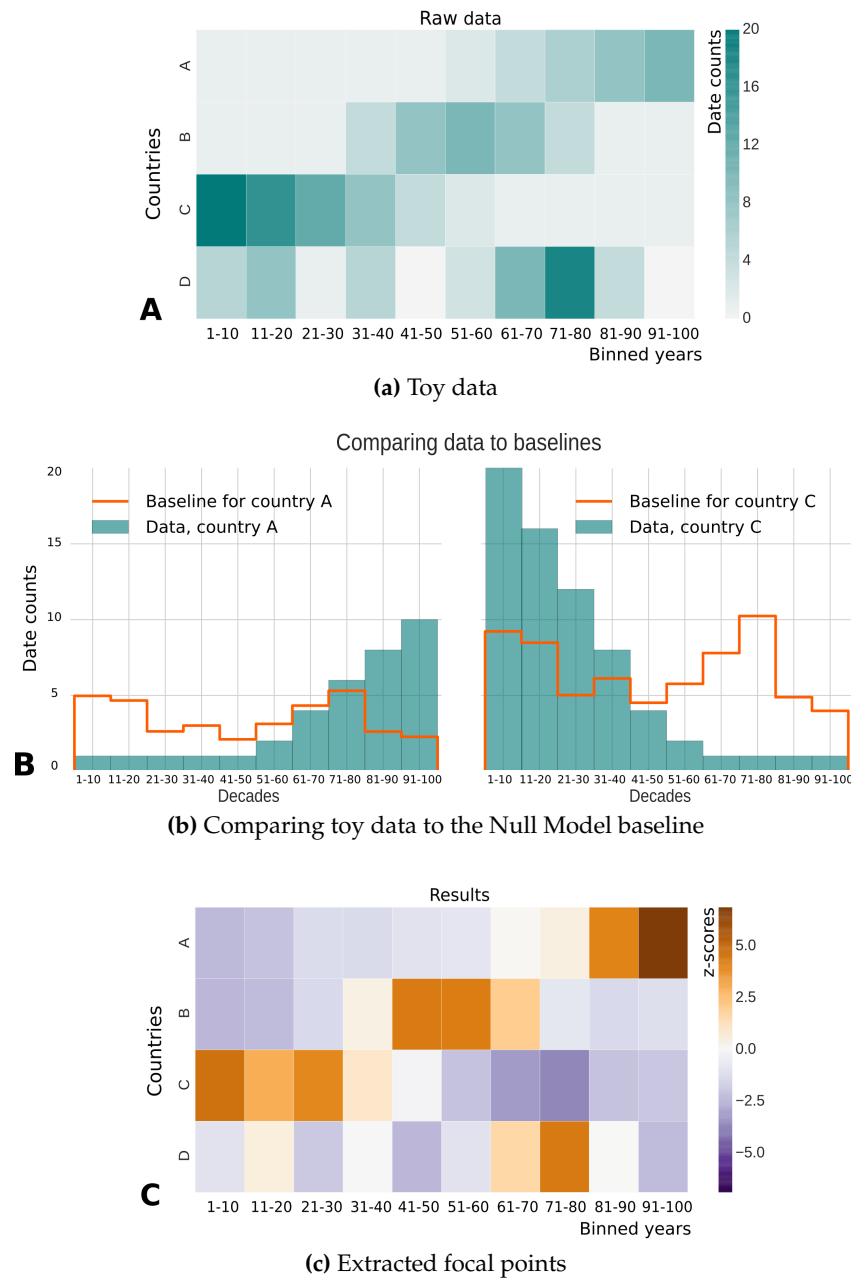 Raw data
Date counts
20
16
12
8
4
0
Countries
A
B
C
D
A
1-10 11-20 21-30 31-40 41-50 51-60 61-70 71-80 81-90 91-100
Binned years
(a) Toy data
Comparing data to baselines
Date counts
20
15
10
5
0
Baseline for country A
Data, country A
Baseline for country C
Data, country C
B
1-10 11-20 21-30 31-40 41-50 51-60 61-70 71-80 81-90 91-100
Decades
1-10 11-20 21-30 31-40 41-50 51-60 61-70 71-80 81-90 91-100
Decades
(b) Comparing toy data to the Null Model baseline
Results
z-scores
5.0
2.5
0.0
−2.5
−5.0
Countries
A
B
C
D
C
1-10 11-20 21-30 31-40 41-50 51-60 61-70 71-80 81-90 91-100
Binned years
(c) Extracted focal points